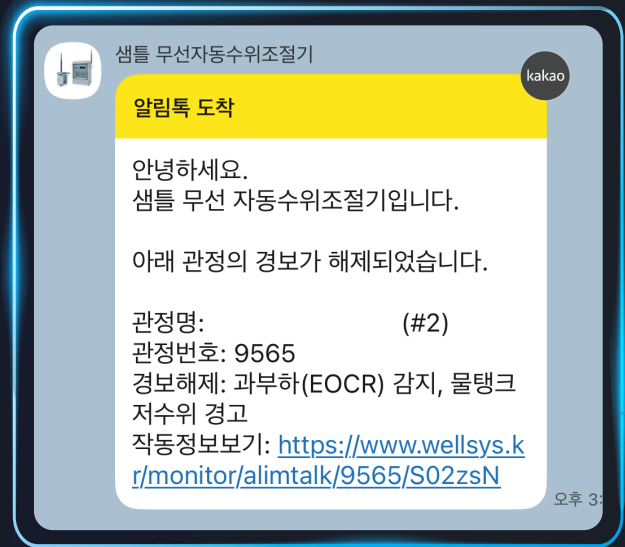 샘틀 무선자동수위조절기
kakao
알림톡 도착
안녕하세요.
샘틀 무선 자동수위조절기입니다.
아래 관정의 경보가 해제되었습니다.
관정명: (#2)
관정번호: 9565
경보해제: 과부하(EOCR) 감지, 물탱크
저수위 경고
작동정보보기: https://www.wellsys.k
r/monitor/alimtalk/9565/S02zsN
오후 3: